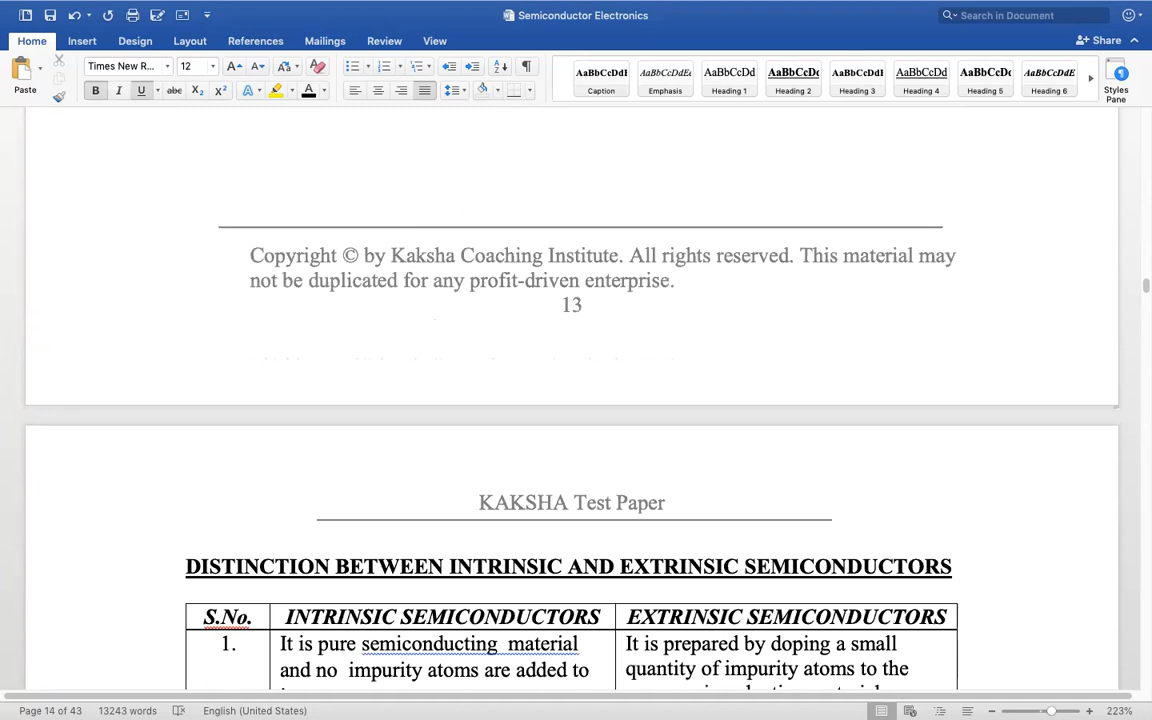 Semiconductor Electronics
Search in Document
Home Insert Design Layout References Mailings Review View
Share
Paste
Times New R... 12
AaBbCcDdI AaBbCcDdEe AaBbCcDd AaBbCcDc AaBbCcDdI AaBbCcDd AaBbCcDc AaBbCcDdE
Caption Emphasis Heading 1 Heading 2 Heading 3 Heading 4 Heading 5 Heading 6
Styles
Pane
Copyright © by Kaksha Coaching Institute. All rights reserved. This material may
not be duplicated for any profit-driven enterprise.
13
KAKSHA Test Paper
DISTINCTION BETWEEN INTRINSIC AND EXTRINSIC SEMICONDUCTORS
S.No. INTRINSIC SEMICONDUCTORS EXTRINSIC SEMICONDUCTORS
1. It is pure semiconducting material It is prepared by doping a small
and no impurity atoms are added to quantity of impurity atoms to the
Page 14 of 43 13243 words English (United States) 223%